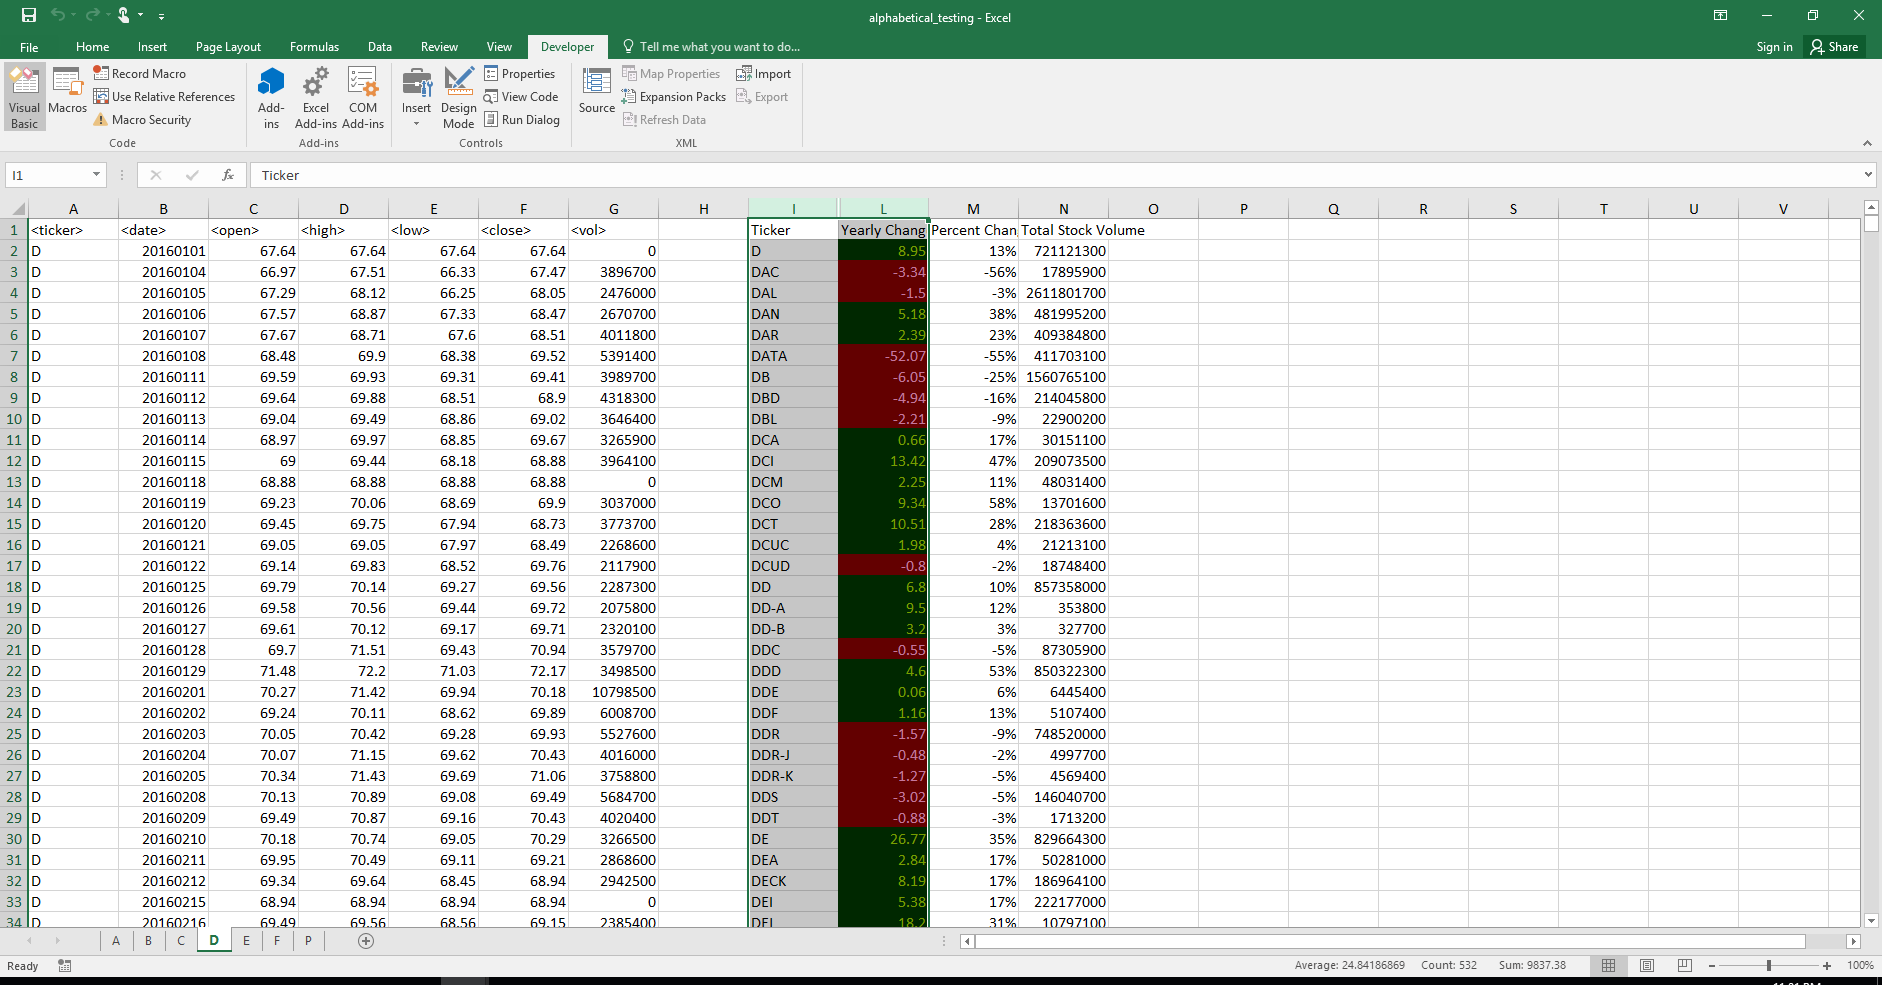 alphabetical_testing - Excel
File Home Insert Page Layout Formulas Data Review View Developer Tell me what you want to do... Sign in Share
Visual Basic Macros Record Macro Use Relative References Macro Security Code
Add-ins Excel Add-ins COM Add-ins Add-ins
Insert Design Mode Properties View Code Run Dialog Controls
Source Map Properties Expansion Packs Refresh Data Import Export XML
I1 fx Ticker
A B C D E F G H I L M N O P Q R S T U V
1 <ticker> <date> <open> <high> <low> <close> <vol> Ticker Yearly Chang Percent Chan Total Stock Volume
2 D 20160101 67.64 67.64 67.64 67.64 0 D 8.95 13% 721121300
3 D 20160104 66.97 67.51 66.33 67.47 3896700 DAC -3.34 -56% 17895900
4 D 20160105 67.29 68.12 66.25 68.05 2476000 DAL -1.5 -3% 2611801700
5 D 20160106 67.57 68.87 67.33 68.47 2670700 DAN 5.18 38% 481995200
6 D 20160107 67.67 68.71 67.6 68.51 4011800 DAR 2.39 23% 409384800
7 D 20160108 68.48 69.9 68.38 69.52 5391400 DATA -52.07 -55% 411703100
8 D 20160111 69.59 69.93 69.31 69.41 3989700 DB -6.05 -25% 1560765100
9 D 20160112 69.64 69.88 68.51 68.9 4318300 DBD -4.94 -16% 214045800
10 D 20160113 69.04 69.49 68.86 69.02 3646400 DBL -2.21 -9% 22900200
11 D 20160114 68.97 69.97 68.85 69.67 3265900 DCA 0.66 17% 30151100
12 D 20160115 69 69.44 68.18 68.88 3964100 DCI 13.42 47% 209073500
13 D 20160118 68.88 68.88 68.88 68.88 0 DCM 2.25 11% 48031400
14 D 20160119 69.23 70.06 68.69 69.9 3037000 DCO 9.34 58% 13701600
15 D 20160120 69.45 69.75 67.94 68.73 3773700 DCT 10.51 28% 218363600
16 D 20160121 69.05 69.05 67.97 68.49 2268600 DCUC 1.98 4% 21213100
17 D 20160122 69.14 69.83 68.52 69.76 2117900 DCUD -0.8 -2% 18748400
18 D 20160125 69.79 70.14 69.27 69.56 2287300 DD 6.8 10% 857358000
19 D 20160126 69.58 70.56 69.44 69.72 2075800 DD-A 9.5 12% 353800
20 D 20160127 69.61 70.12 69.17 69.71 2320100 DD-B 3.2 3% 327700
21 D 20160128 69.7 71.51 69.43 70.94 3579700 DDC -0.55 -5% 87305900
22 D 20160129 71.48 72.2 71.03 72.17 3498500 DDD 4.6 53% 850322300
23 D 20160201 70.27 71.42 69.94 70.18 10798500 DDE 0.06 6% 6445400
24 D 20160202 69.24 70.11 68.62 69.89 6008700 DDF 1.16 13% 5107400
25 D 20160203 70.05 70.42 69.28 69.93 5527600 DDR -1.57 -9% 748520000
26 D 20160204 70.07 71.15 69.62 70.43 4016000 DDR-J -0.48 -2% 4997700
27 D 20160205 70.34 71.43 69.69 71.06 3758800 DDR-K -1.27 -5% 4569400
28 D 20160208 70.13 70.89 69.08 69.49 5684700 DDS -3.02 -5% 146040700
29 D 20160209 69.49 70.87 69.16 70.43 4020400 DDT -0.88 -3% 1713200
30 D 20160210 70.18 70.74 69.05 70.29 3266500 DE 26.77 35% 829664300
31 D 20160211 69.95 70.49 69.11 69.21 2868600 DEA 2.84 17% 50281000
32 D 20160212 69.34 69.64 68.45 68.94 2942500 DECK 8.19 17% 186964100
33 D 20160215 68.94 68.94 68.94 68.94 0 DEI 5.38 17% 222177000
34 D 20160216 69.49 69.56 68.56 69.15 2385400 18.2 31% 10797100
A B C D E F P
Ready Average: 24.84186869 Count: 532 Sum: 9837.38 100%